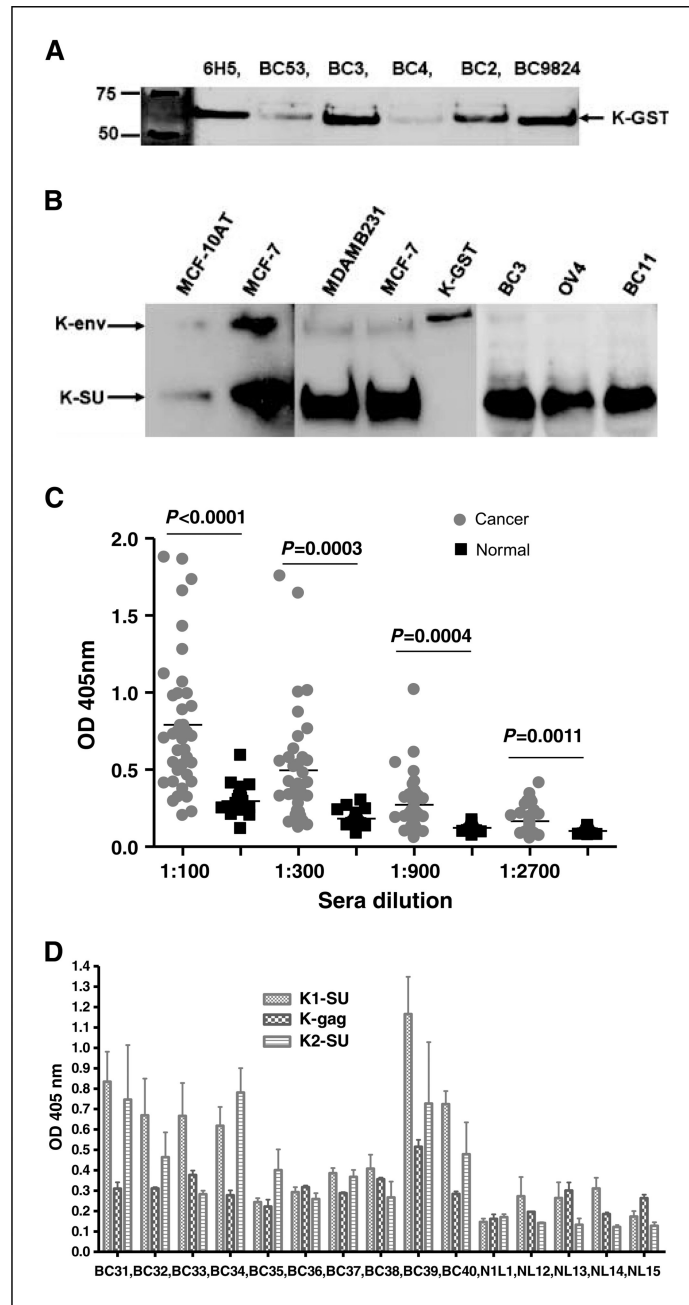 A
6H5, BC53, BC3, BC4, BC2, BC9824
75
50
K-GST
B
MCF-10AT MCF-7 MDAMB231 MCF-7 K-GST BC3 OV4 BC11
K-env
K-SU
C
P<0.0001
P=0.0003
P=0.0004
P=0.0011
Cancer
Normal
2.0
1.5
1.0
0.5
0.0
OD 405nm
1:100 1:300 1:900 1:2700
Sera dilution
D
K1-SU
K-gag
K2-SU
1.4
1.3
1.2
1.1
1.0
0.9
0.8
0.7
0.6
0.5
0.4
0.3
0.2
0.1
0.0
OD 405 nm
BC31,BC32,BC33,BC34,BC35,BC36,BC37,BC38,BC39,BC40,N1L1,NL12,NL13,NL14,NL15